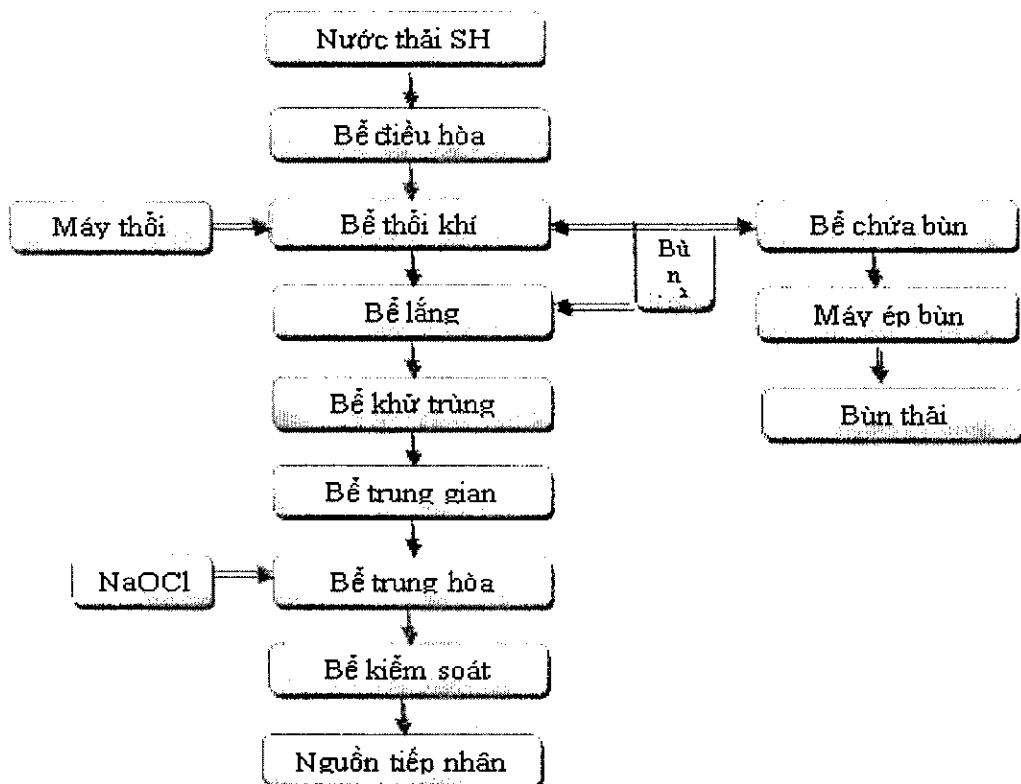 Nước thải SH
Bể điều hòa
Máy thổi
Bể thổi khí
Bể chứa bùn
Bù
n
Bể lắng
Máy ép bùn
Bể khử trùng
Bùn thải
Bể trung gian
NaOCl
Bể trung hòa
Bể kiểm soát
Nguồn tiếp nhân